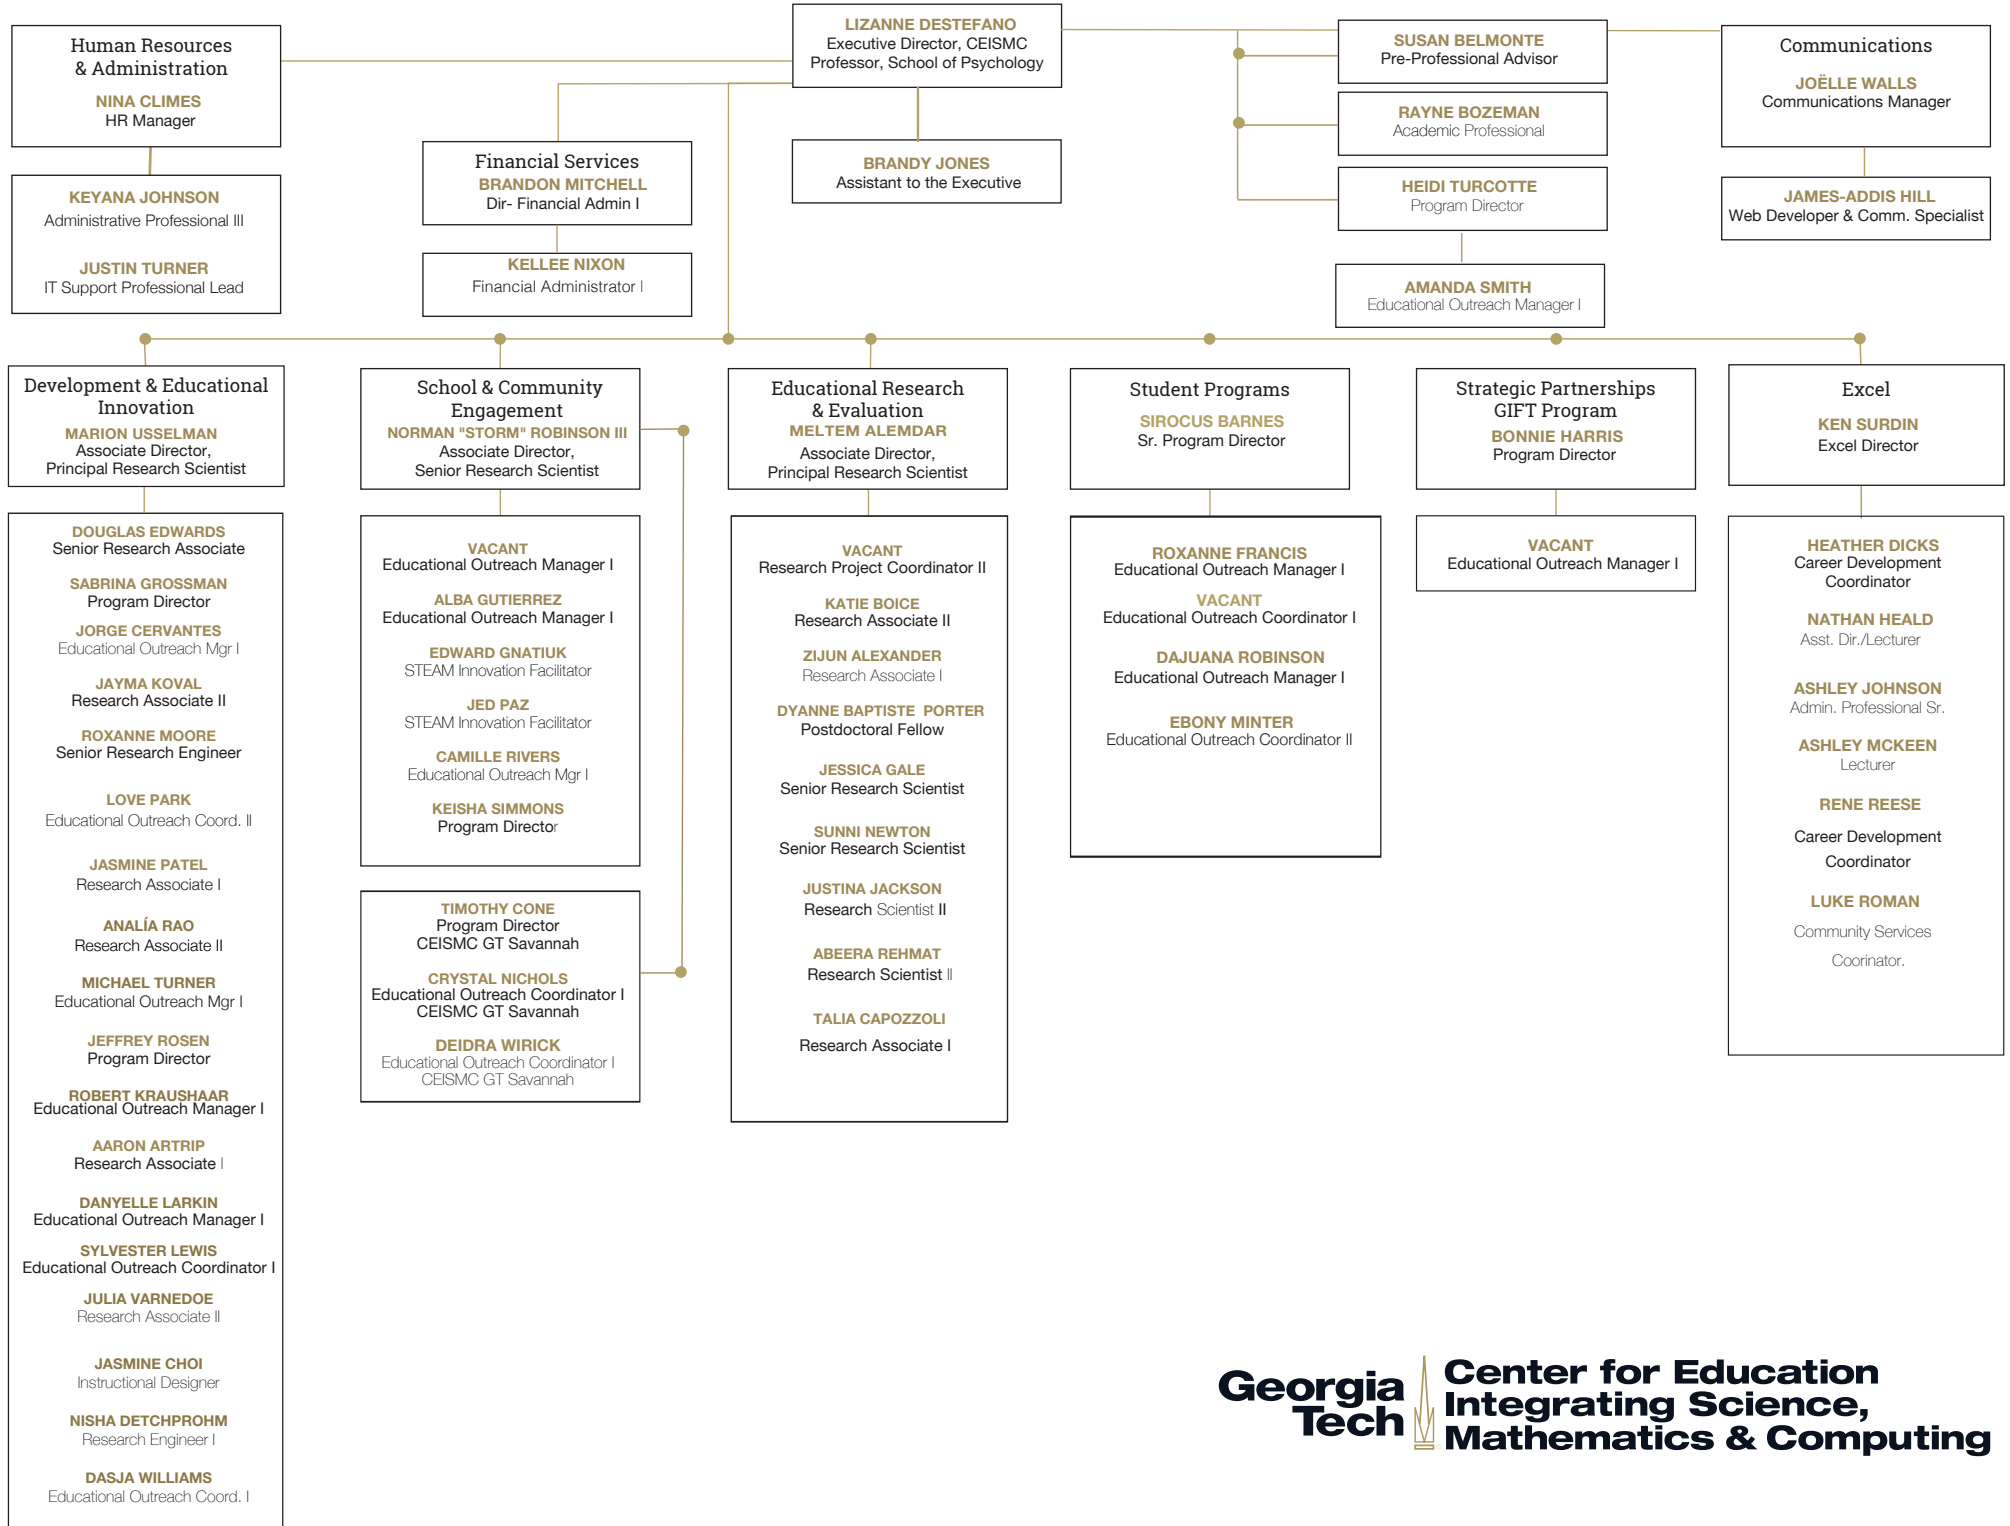 LIZANNE DESTEFANO
Executive Director, CEISMC
Professor, School of Psychology
Human Resources
& Administration
NINA CLIMES
HR Manager
KEYANA JOHNSON
Administrative Professional III
JUSTIN TURNER
IT Support Professional Lead
Financial Services
BRANDON MITCHELL
Dir- Financial Admin I
KELLEE NIXON
Financial Administrator I
BRANDY JONES
Assistant to the Executive
SUSAN BELMONTE
Pre-Professional Advisor
RAYNE BOZEMAN
Academic Professional
HEIDI TURCOTTE
Program Director
AMANDA SMITH
Educational Outreach Manager I
Communications
JOËLLE WALLS
Communications Manager
JAMES-ADDIS HILL
Web Developer & Comm. Specialist
Development & Educational
Innovation
MARION USSELMAN
Associate Director,
Principal Research Scientist
DOUGLAS EDWARDS
Senior Research Associate
SABRINA GROSSMAN
Program Director
JORGE CERVANTES
Educational Outreach Mgr I
JAYMA KOVAL
Research Associate II
ROXANNE MOORE
Senior Research Engineer
LOVE PARK
Educational Outreach Coord. II
JASMINE PATEL
Research Associate I
ANALÍA RAO
Research Associate II
MICHAEL TURNER
Educational Outreach Mgr I
JEFFREY ROSEN
Program Director
ROBERT KRAUSHAAR
Educational Outreach Manager I
AARON ARTRIP
Research Associate I
DANYELLE LARKIN
Educational Outreach Manager I
SYLVESTER LEWIS
Educational Outreach Coordinator I
JULIA VARNEDOE
Research Associate II
JASMINE CHOI
Instructional Designer
NISHA DETCHPROHM
Research Engineer I
DASJA WILLIAMS
Educational Outreach Coord. I
School & Community
Engagement
NORMAN "STORM" ROBINSON III
Associate Director,
Senior Research Scientist
VACANT
Educational Outreach Manager I
ALBA GUTIERREZ
Educational Outreach Manager I
EDWARD GNATIUK
STEAM Innovation Facilitator
JED PAZ
STEAM Innovation Facilitator
CAMILLE RIVERS
Educational Outreach Mgr I
KEISHA SIMMONS
Program Director
TIMOTHY CONE
Program Director
CEISMC GT Savannah
CRYSTAL NICHOLS
Educational Outreach Coordinator I
CEISMC GT Savannah
DEIDRA WIRICK
Educational Outreach Coordinator I
CEISMC GT Savannah
Educational Research
& Evaluation
MELTEM ALEMDAR
Associate Director,
Principal Research Scientist
VACANT
Research Project Coordinator II
KATIE BOICE
Research Associate II
ZIJUN ALEXANDER
Research Associate I
DYANNE BAPTISTE PORTER
Postdoctoral Fellow
JESSICA GALE
Senior Research Scientist
SUNNI NEWTON
Senior Research Scientist
JUSTINA JACKSON
Research Scientist II
ABEERA REHMAT
Research Scientist II
TALIA CAPOZZOLI
Research Associate I
Student Programs
SIROCUS BARNES
Sr. Program Director
ROXANNE FRANCIS
Educational Outreach Manager I
VACANT
Educational Outreach Coordinator I
DAJUANA ROBINSON
Educational Outreach Manager I
EBONY MINTER
Educational Outreach Coordinator II
Strategic Partnerships
GIFT Program
BONNIE HARRIS
Program Director
VACANT
Educational Outreach Manager I
Excel
KEN SURDIN
Excel Director
HEATHER DICKS
Career Development
Coordinator
NATHAN HEALD
Asst. Dir./Lecturer
ASHLEY JOHNSON
Admin. Professional Sr.
ASHLEY MCKEEN
Lecturer
RENE REESE
Career Development
Coordinator
LUKE ROMAN
Community Services
Coorinator.
Georgia
Tech
Center for Education
Integrating Science,
Mathematics & Computing